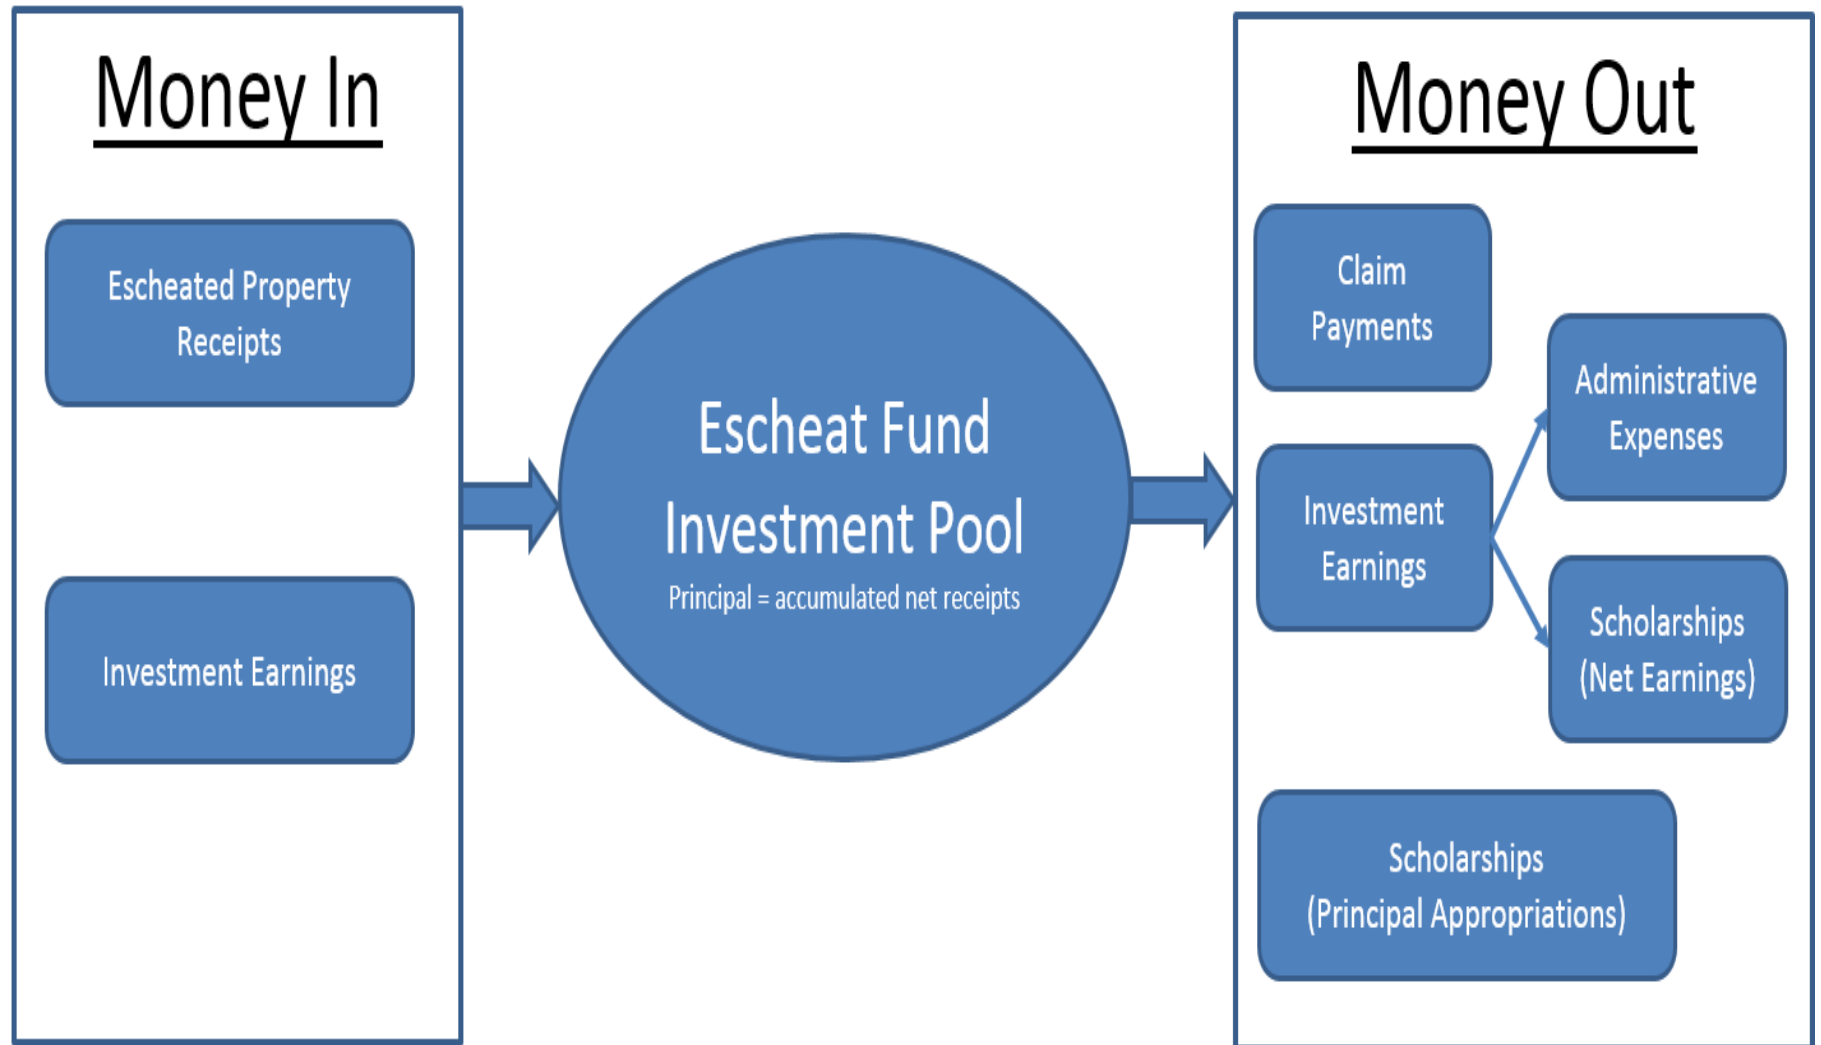 Money In
Escheated Property
Receipts
Investment Earnings
Escheat Fund
Investment Pool
Principal = accumulated net receipts
Money Out
Claim
Payments
Investment
Earnings
Administrative
Expenses
Scholarships
(Net Earnings)
Scholarships
(Principal Appropriations)